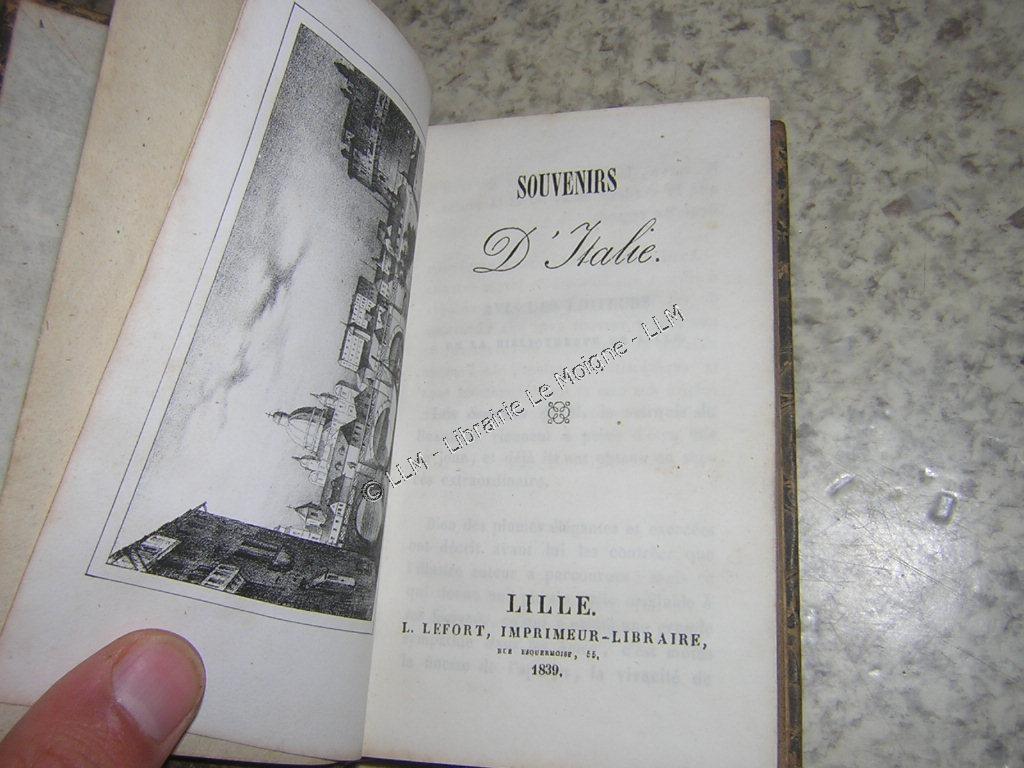 SOUVENIRS
D'Italie.
© LLM - Librairie Le Moigne - LLM
LILLE.
L. LEFORT, IMPRIMEUR-LIBRAIRE,
RUE ESQUERMOISE, 55,
1839.